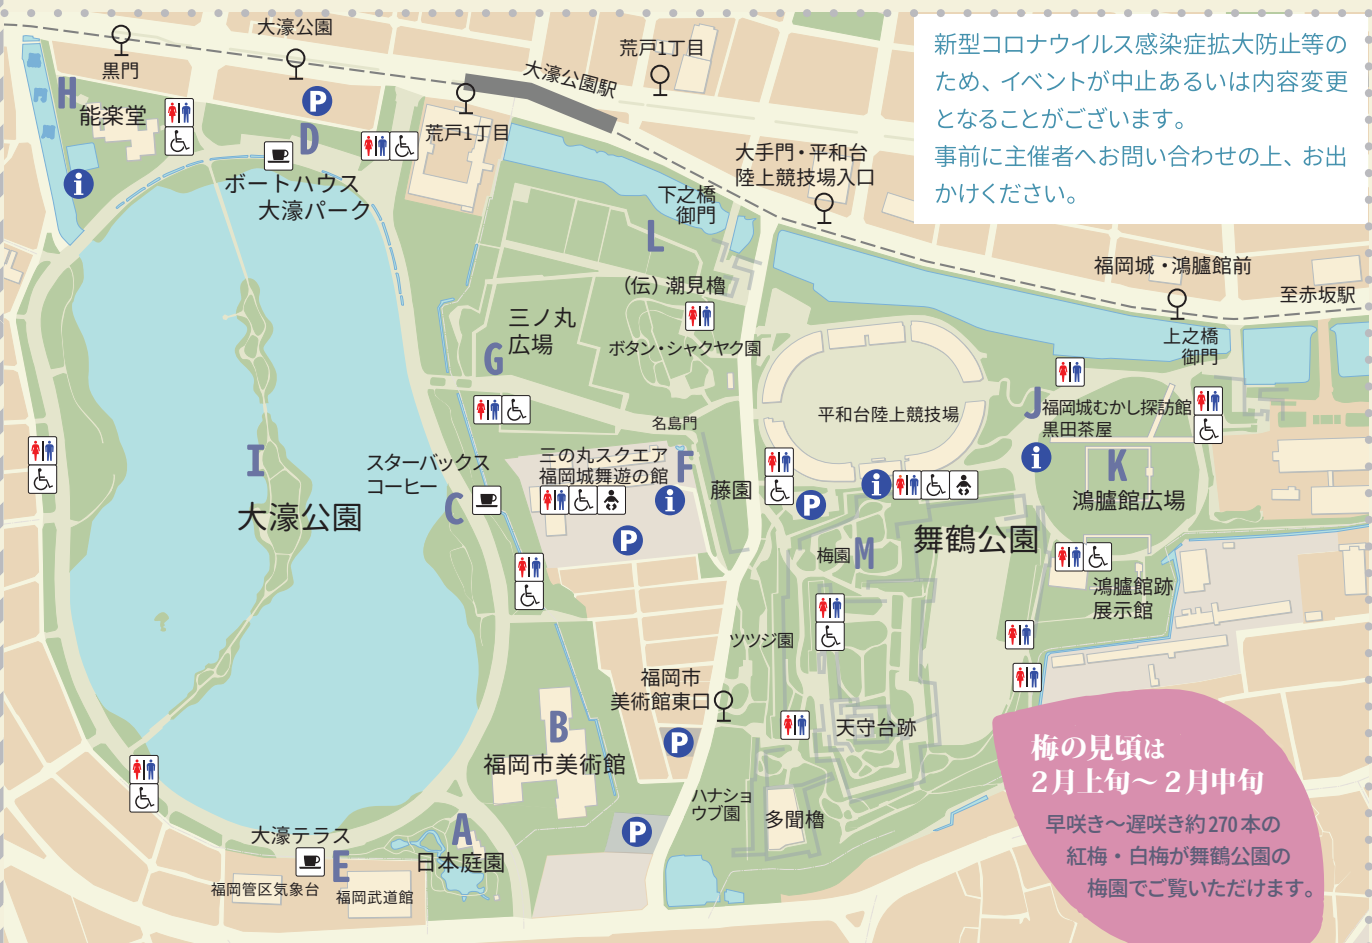 大濠公園
黒門
荒戸1丁目
大濠公園駅
新型コロナウイルス感染症拡大防止等の
ため、イベントが中止あるいは内容変更
となることがございます。
事前に主催者へお問い合わせの上、お出
かけください。
H
能楽堂
P
D
荒戸1丁目
大手門・平和台
陸上競技場入口
i
ボートハウス
大濠パーク
下之橋
御門
L
福岡城・鴻臚館前
至赤坂駅
(伝)潮見櫓
三ノ丸
広場
上之橋
御門
G
ボタン・シャクヤク園
J
福岡城むかし探訪館
黒田茶屋
平和台陸上競技場
名島門
三の丸スクエア
福岡城舞遊の館
F
i
I
スターバックス
コーヒー
C
藤園
i
i
K
鴻臚館広場
P
大濠公園
P
舞鶴公園
梅園
M
鴻臚館跡
展示館
ツツジ園
福岡市
美術館東口
B
P
天守台跡
福岡市美術館
梅の見頃は
2月上旬〜2月中旬
ハナショ
ウブ園
多聞櫓
早咲き〜遅咲き約270本の
紅梅・白梅が舞鶴公園の
梅園でご覧いただけます。
大濠テラス
A
P
日本庭園
E
福岡管区気象台
福岡武道館